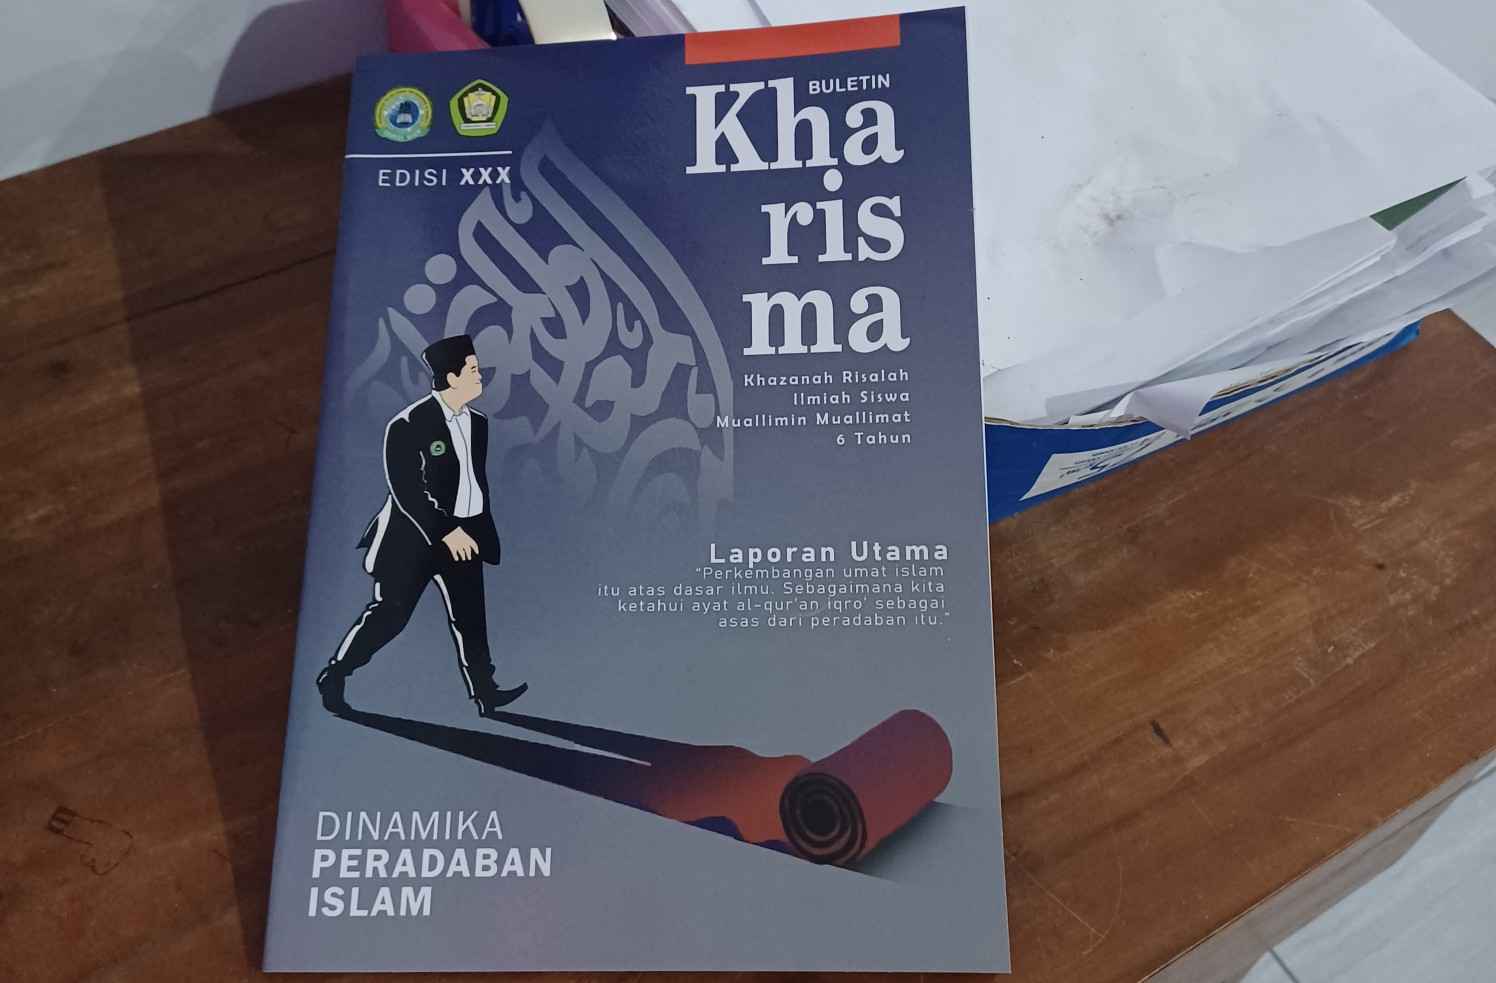 EDISI XXX
BULETIN
Kha
ris
ma
Khazanah Risalah
Ilmiah Siswa
Muallimin Muallimat
6 Tahun
Laporan Utama
"Perkembangan umat islam
itu atas dasar ilmu. Sebagaimana kita
ketahui ayat al-qur'an iqro' sebagai
asas dari peradaban itu."
DINAMIKA
PERADABAN
ISLAM